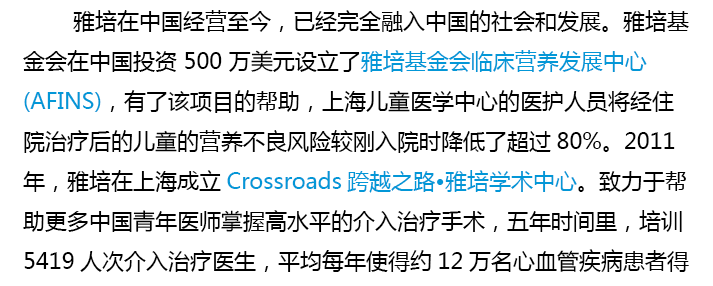 雅培在中国经营至今，已经完全融入中国的社会和发展。雅培基
金会在中国投资 500 万美元设立了雅培基金会临床营养发展中心
(AFINS)，有了该项目的帮助，上海儿童医学中心的医护人员将经住
院治疗后的儿童的营养不良风险较刚入院时降低了超过 80%。2011
年，雅培在上海成立 Crossroads 跨越之路•雅培学术中心。致力于帮
助更多中国青年医师掌握高水平的介入治疗手术，五年时间里，培训
5419 人次介入治疗医生，平均每年使得约 12 万名心血管疾病患者得